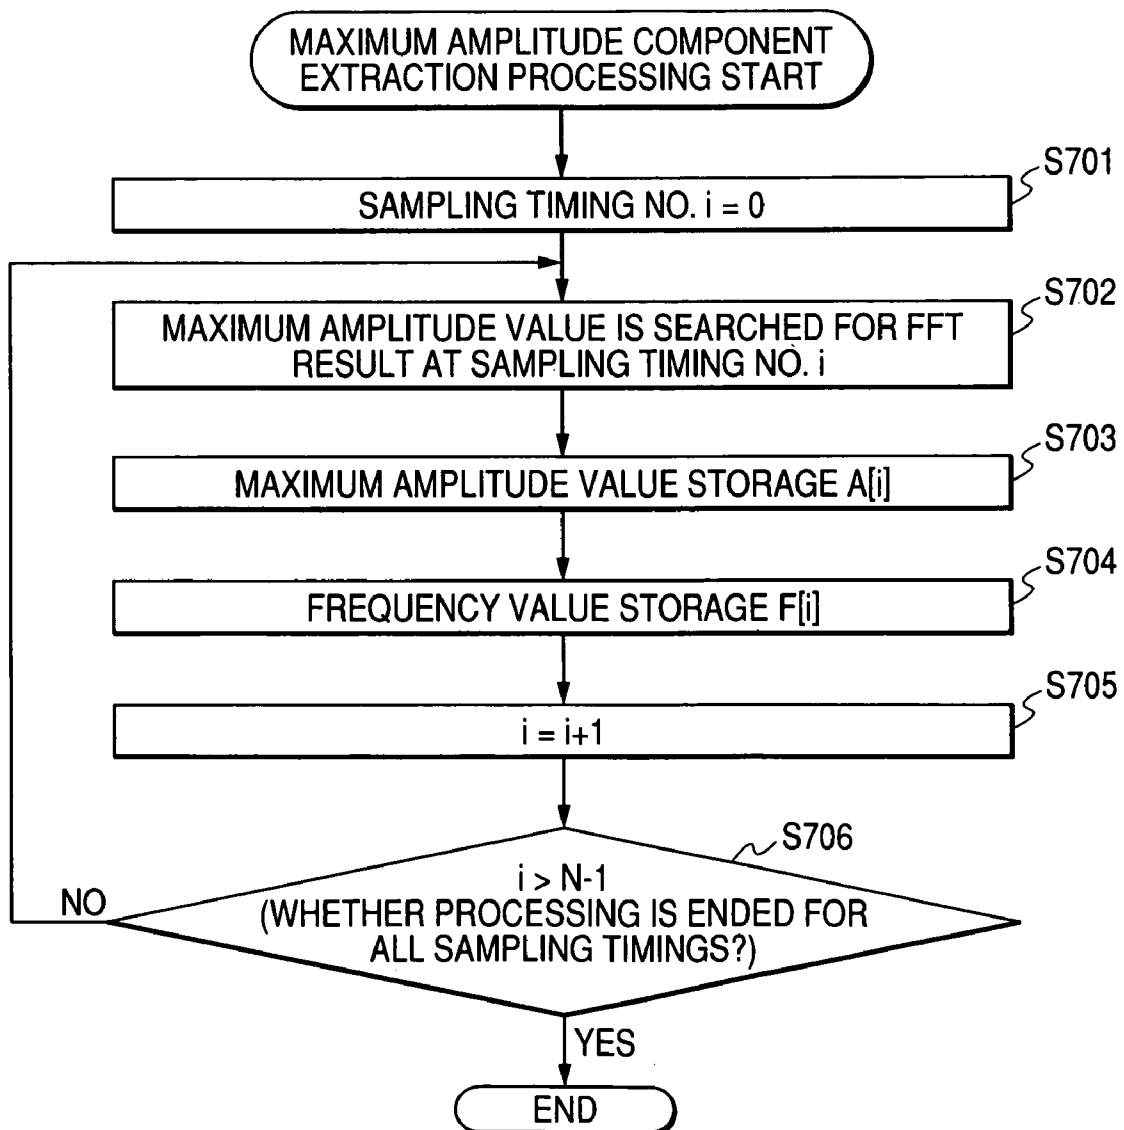 MAXIMUM AMPLITUDE COMPONENT
EXTRACTION PROCESSING START
S701
SAMPLING TIMING NO. i = 0
S702
MAXIMUM AMPLITUDE VALUE IS SEARCHED FOR FFT
RESULT AT SAMPLING TIMING NO. i
S703
MAXIMUM AMPLITUDE VALUE STORAGE A[i]
S704
FREQUENCY VALUE STORAGE F[i]
S705
i = i+1
S706
i > N-1
(WHETHER PROCESSING IS ENDED FOR
ALL SAMPLING TIMINGS?)
NO
YES
END